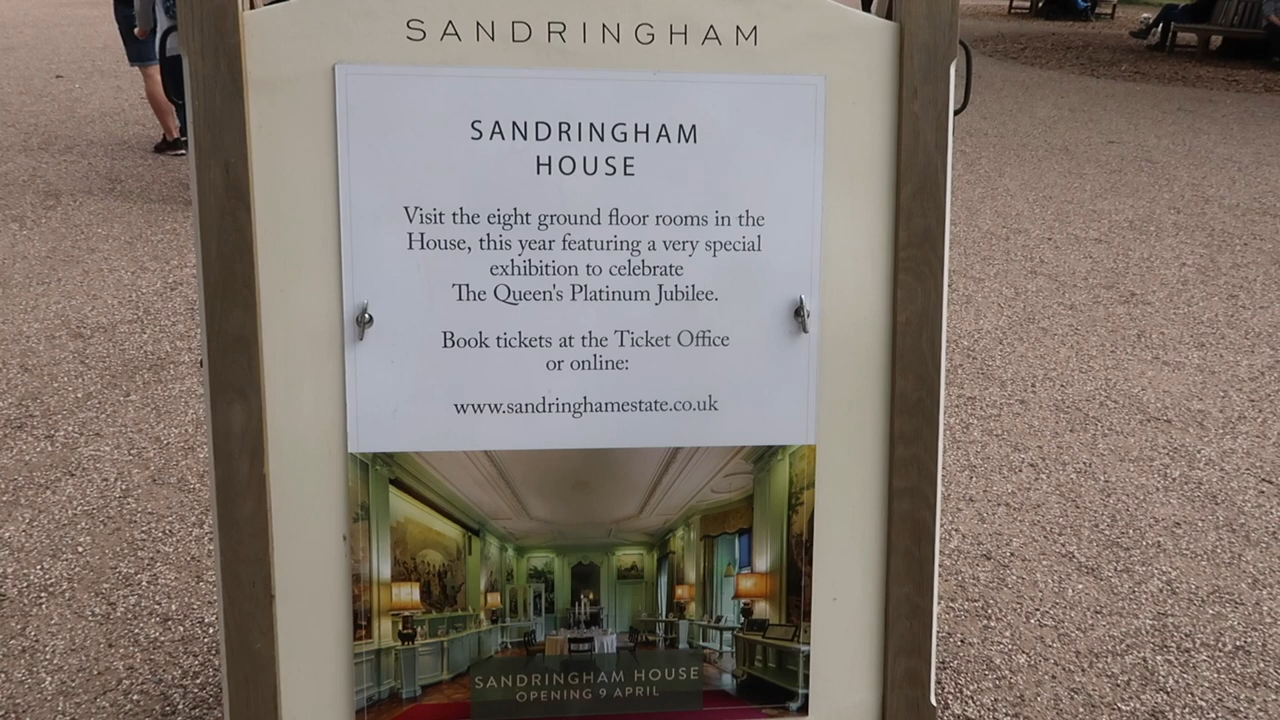 SANDRINGHAM
SANDRINGHAM
HOUSE
Visit the eight ground floor rooms in the
House, this year featuring a very special
exhibition to celebrate
The Queen's Platinum Jubilee.
Book tickets at the Ticket Office
or online:
www.sandringhamestate.co.uk
SANDRINGHAM HOUSE
OPENING 9 APRIL